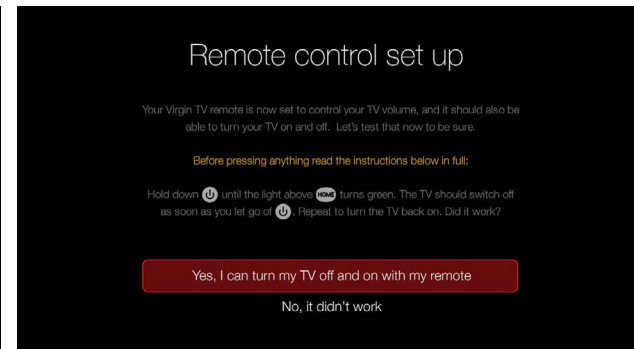 Remote control set up
Your Virgin TV remote is now set to control your TV volume, and it should also be
able to turn your TV on and off. Let's test that now to be sure.
Before pressing anything read the instructions below in full:
Hold down until the light above HOME turns green. The TV should switch off
as soon as you let go of . Repeat to turn the TV back on. Did it work?
Yes, I can turn my TV off and on with my remote
No, it didn't work